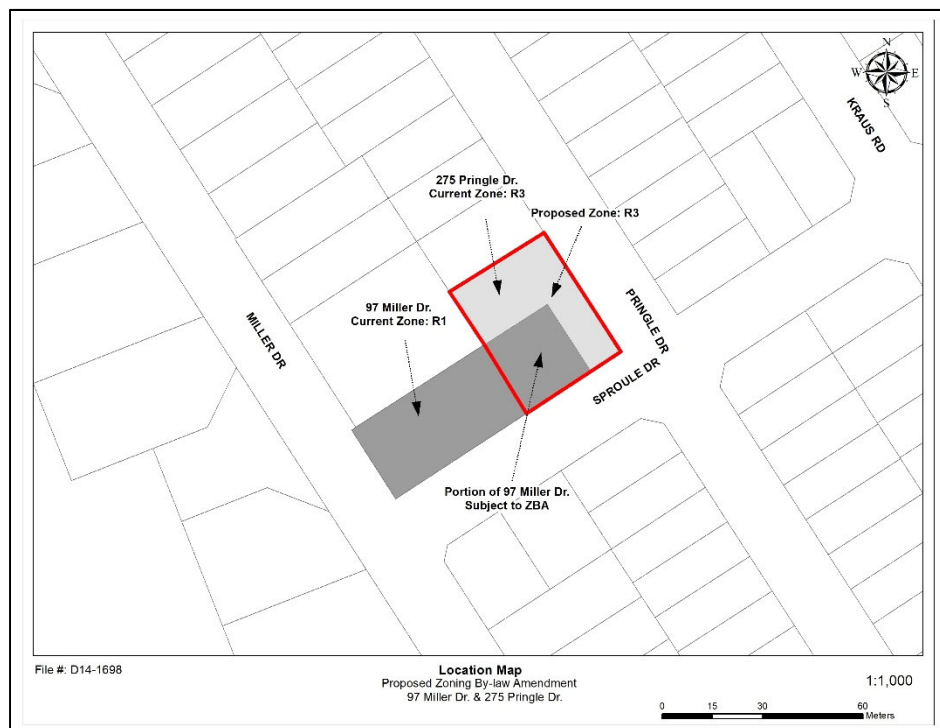 N
W E
S
KRAUS RD
275 Pringle Dr.
Current Zone: R3
Proposed Zone: R3
97 Miller Dr.
Current Zone: R1
MILLER DR
PRINGLE DR
SPROULE DR
Portion of 97 Miller Dr.
Subject to ZBA
File #: D14-1698
Location Map
Proposed Zoning By-law Amendment
97 Miller Dr. & 275 Pringle Dr.
1:1,000
0 15 30 60
Meters